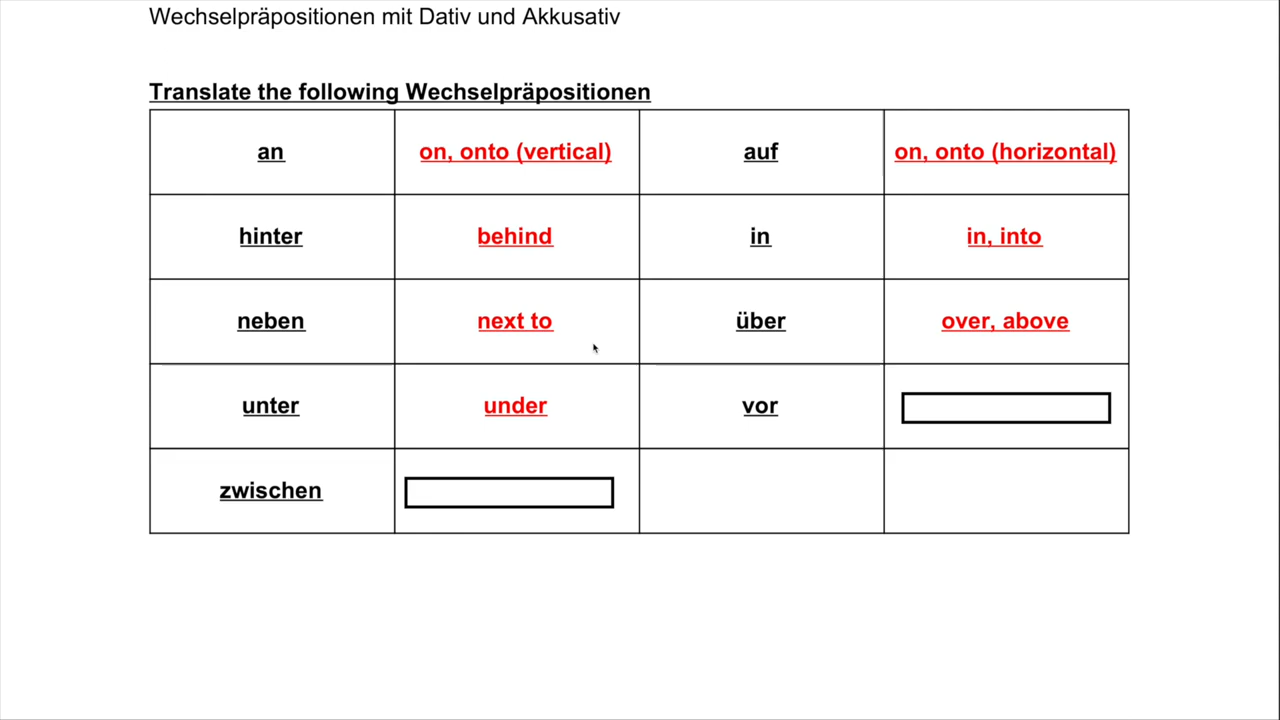 Wechselpräpositionen mit Dativ und Akkusativ
Translate the following Wechselpräpositionen
an on, onto (vertical) auf on, onto (horizontal)
hinter behind in in, into
neben next to über over, above
unter under vor
zwischen